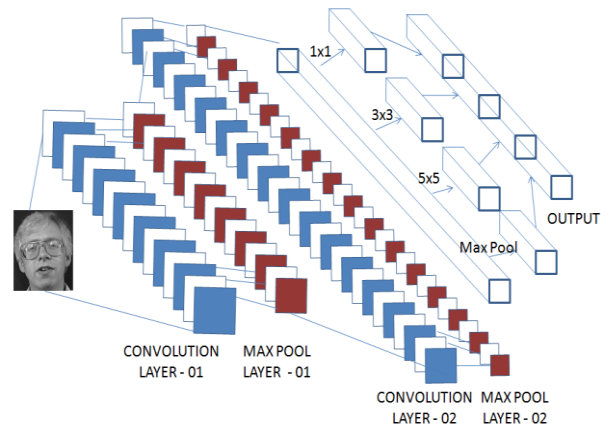 1x1
3x3
5x5
Max Pool
OUTPUT
CONVOLUTION
LAYER - 01
MAX POOL
LAYER - 01
CONVOLUTION
LAYER - 02
MAX POOL
LAYER - 02